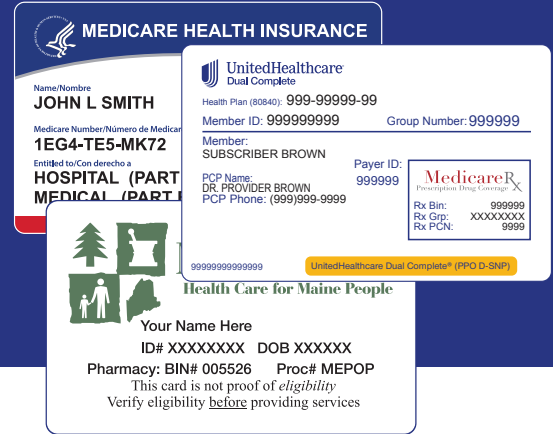 MEDICARE HEALTH INSURANCE
Name/Nombre
JOHN L SMITH
Medicare Number/Número de Medicar
1EG4-TE5-MK72
Entitled to/Con derecho a
HOSPITAL (PART
MEDICAL (PART
UnitedHealthcare®
Dual Complete
Health Plan (80840): 999-99999-99
Member ID: 999999999 Group Number: 999999
Member:
SUBSCRIBER BROWN
Payer ID:
999999
PCP Name:
DR. PROVIDER BROWN
PCP Phone: (999)999-9999
MedicareRx
Prescription Drug Coverage
Rx Bin: 999999
Rx Grp: XXXXXXXX
Rx PCN: 9999
99999999999999 UnitedHealthcare Dual Complete® (PPO D-SNP)
Health Care for Maine People
Your Name Here
ID# XXXXXXXX DOB XXXXXX
Pharmacy: BIN# 005526 Proc# MEPOP
This card is not proof of eligibility
Verify eligibility before providing services